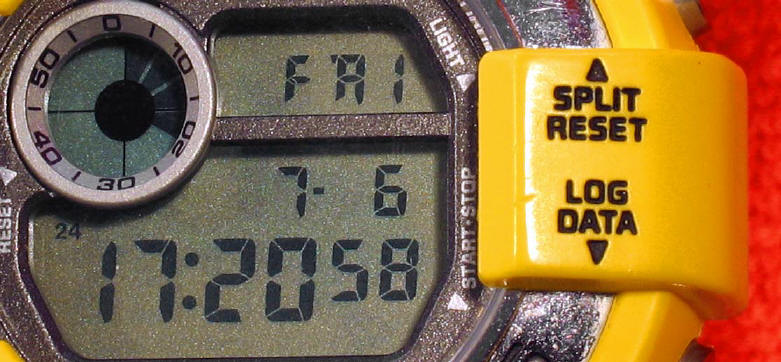 0
10
20
30
40
50
LIGHT
FRI
7- 6
24
17:20 58
RESET
START·STOP
SPLIT
RESET
LOG
DATA